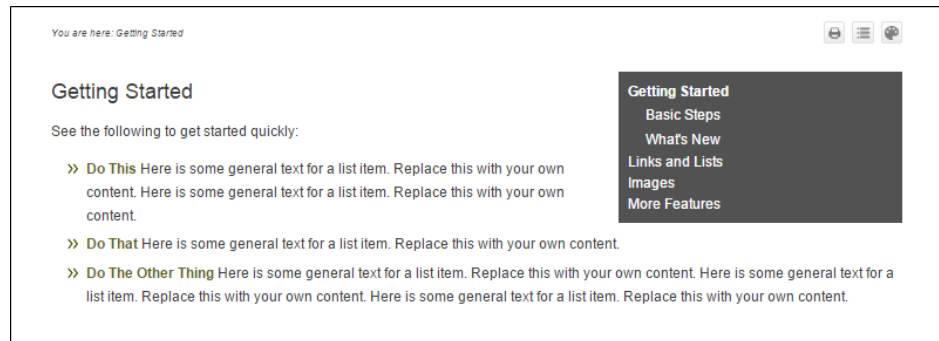 You are here: Getting Started
Getting Started
See the following to get started quickly:
» Do This Here is some general text for a list item. Replace this with your own
content. Here is some general text for a list item. Replace this with your own
content.
» Do That Here is some general text for a list item. Replace this with your own content.
» Do The Other Thing Here is some general text for a list item. Replace this with your own content. Here is some general text for a
list item. Replace this with your own content. Here is some general text for a list item. Replace this with your own content.
Getting Started
Basic Steps
What's New
Links and Lists
Images
More Features